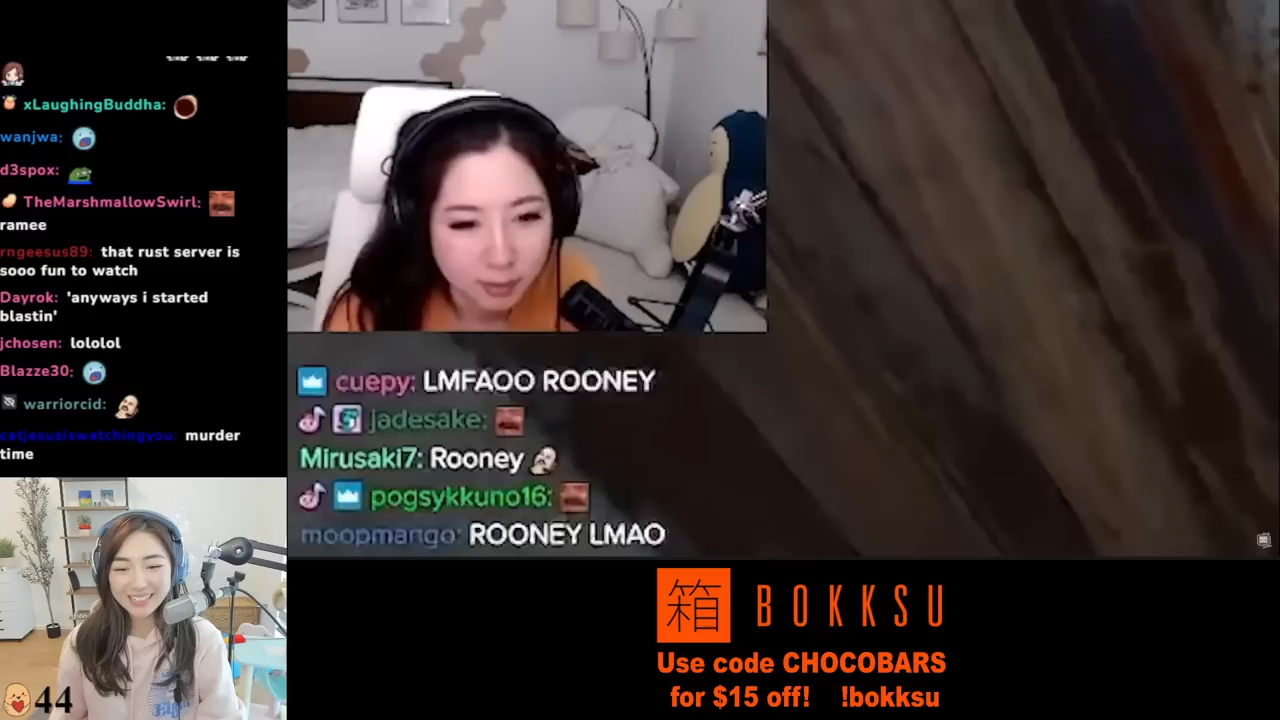 xLaughingBuddha:
wanjwa:
d3spox:
TheMarshmallowSwirl:
ramee
rngeesus89: that rust server is
sooo fun to watch
Dayrok: 'anyways i started
blastin'
jchosen: lololol
Blazze30:
warriorcid:
catjesusiswatchingyou: murder
time
44
cuepy: LMFAOO ROONEY
jadesake:
Mirusaki7: Rooney
pogsykkuno16:
moopmango: ROONEY LMAO
箱 BOKKSU
Use code CHOCOBARS
for $15 off! !bokksu